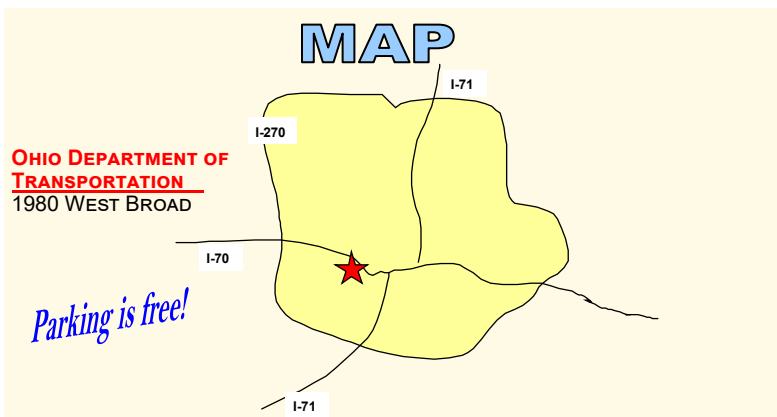 MAP
I-71
I-270
OHIO DEPARTMENT OF
TRANSPORTATION
1980 WEST BROAD
I-70
Parking is free!
I-71